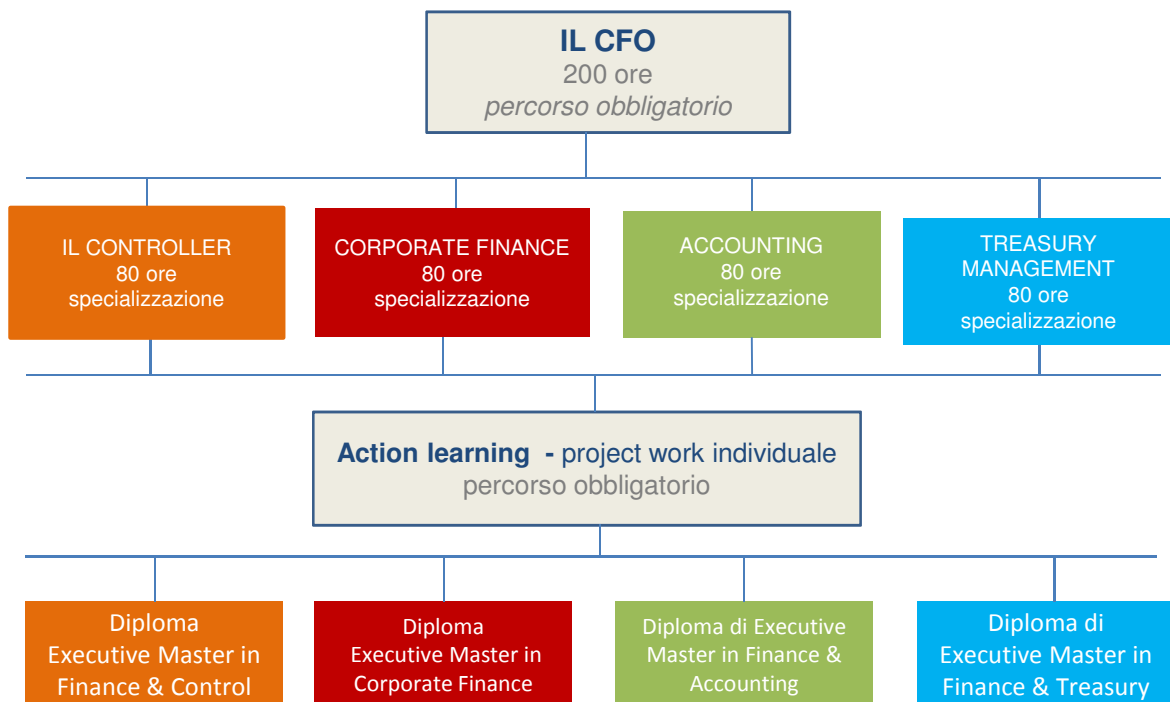 IL CFO
200 ore
percorso obbligatorio
IL CONTROLLER
80 ore
specializzazione
CORPORATE FINANCE
80 ore
specializzazione
ACCOUNTING
80 ore
specializzazione
TREASURY
MANAGEMENT
80 ore
specializzazione
Action learning - project work individuale
percorso obbligatorio
Diploma
Executive Master in
Finance & Control
Diploma
Executive Master in
Corporate Finance
Diploma di Executive
Master in Finance &
Accounting
Diploma di
Executive Master in
Finance & Treasury